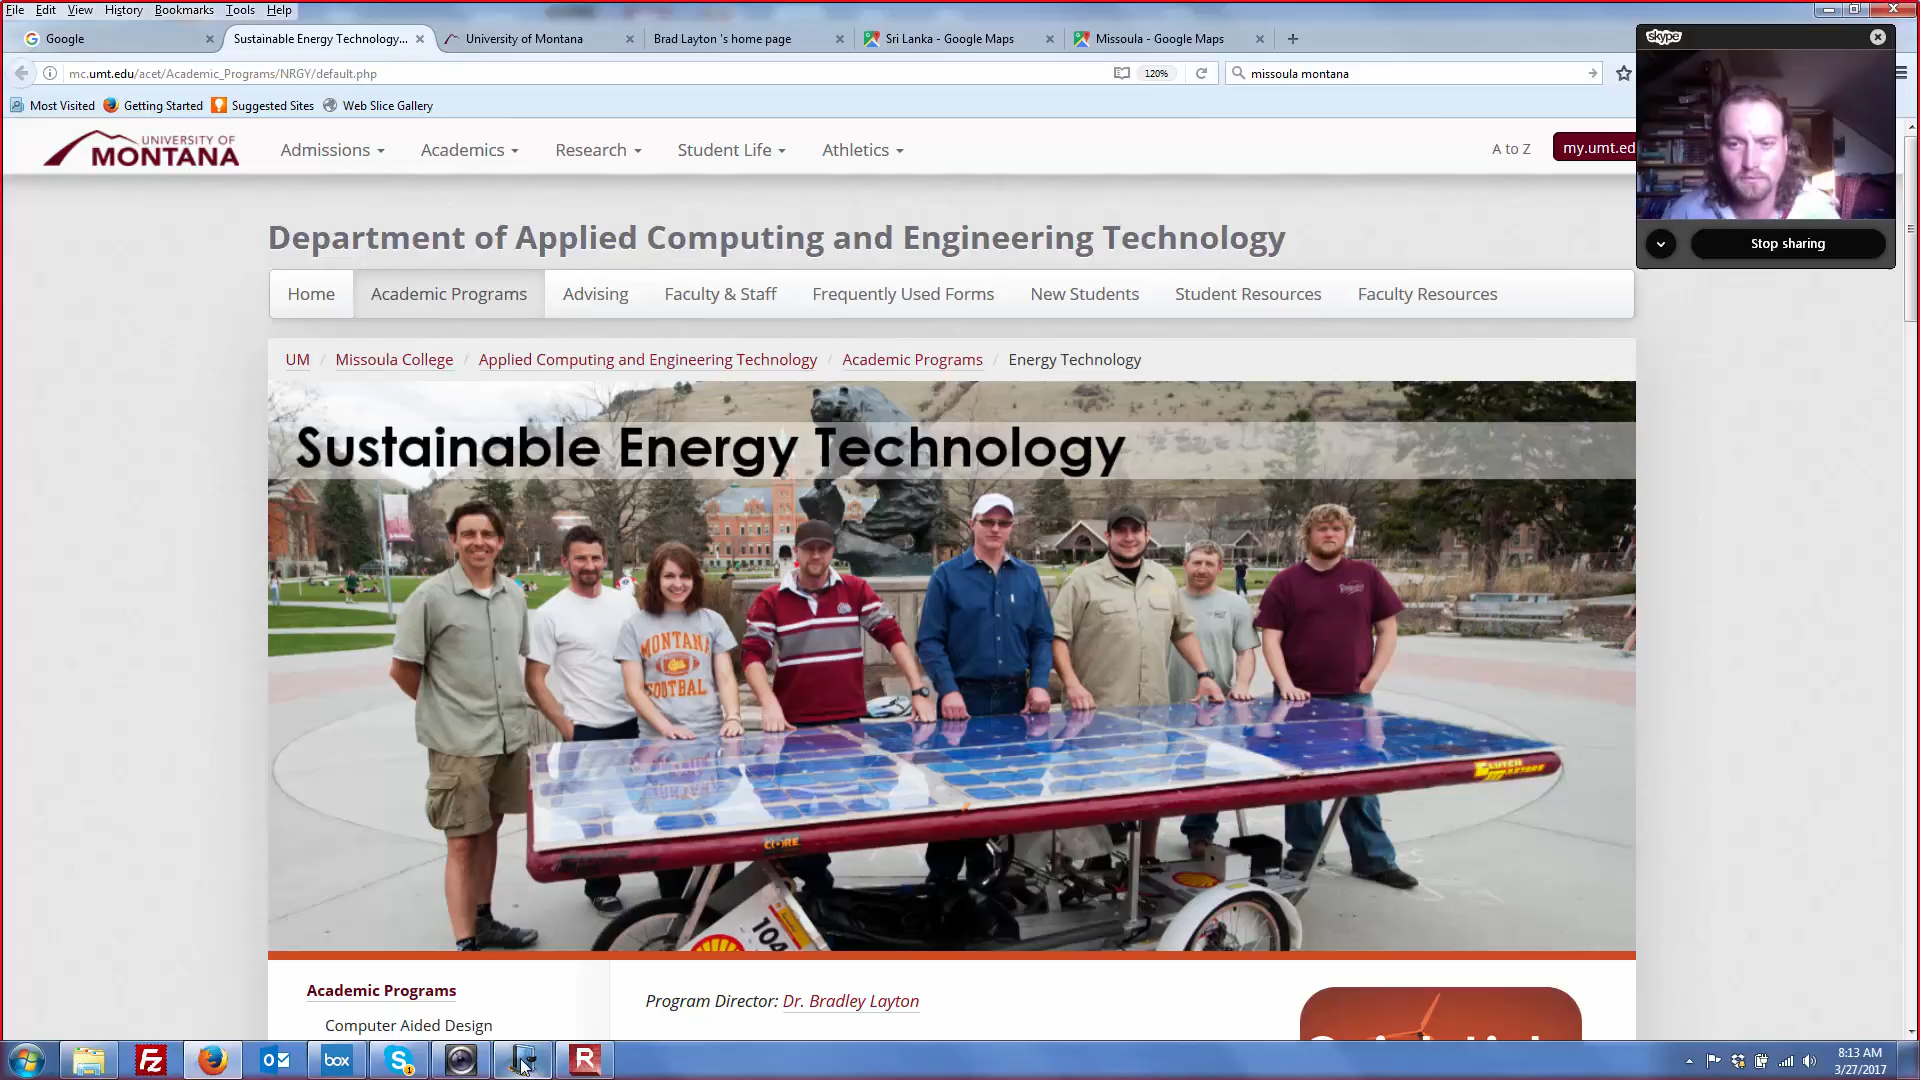 File Edit View History Bookmarks Tools Help
Google Sustainable Energy Technology... University of Montana Brad Layton 's home page Sri Lanka - Google Maps Missoula - Google Maps
skype
mc.umt.edu/acet/Academic_Programs/NRGY/default.php 120% missoula montana
Most Visited Getting Started Suggested Sites Web Slice Gallery
UNIVERSITY OF
MONTANA
Admissions Academics Research Student Life Athletics A to Z my.umt.ed
Stop sharing
Department of Applied Computing and Engineering Technology
Home Academic Programs Advising Faculty & Staff Frequently Used Forms New Students Student Resources Faculty Resources
UM / Missoula College / Applied Computing and Engineering Technology / Academic Programs / Energy Technology
Sustainable Energy Technology
MONTANA
FOOTBAL
104
Academic Programs
Computer Aided Design
Program Director: Dr. Bradley Layton
Fz box S 1 R
8:13 AM
3/27/2017